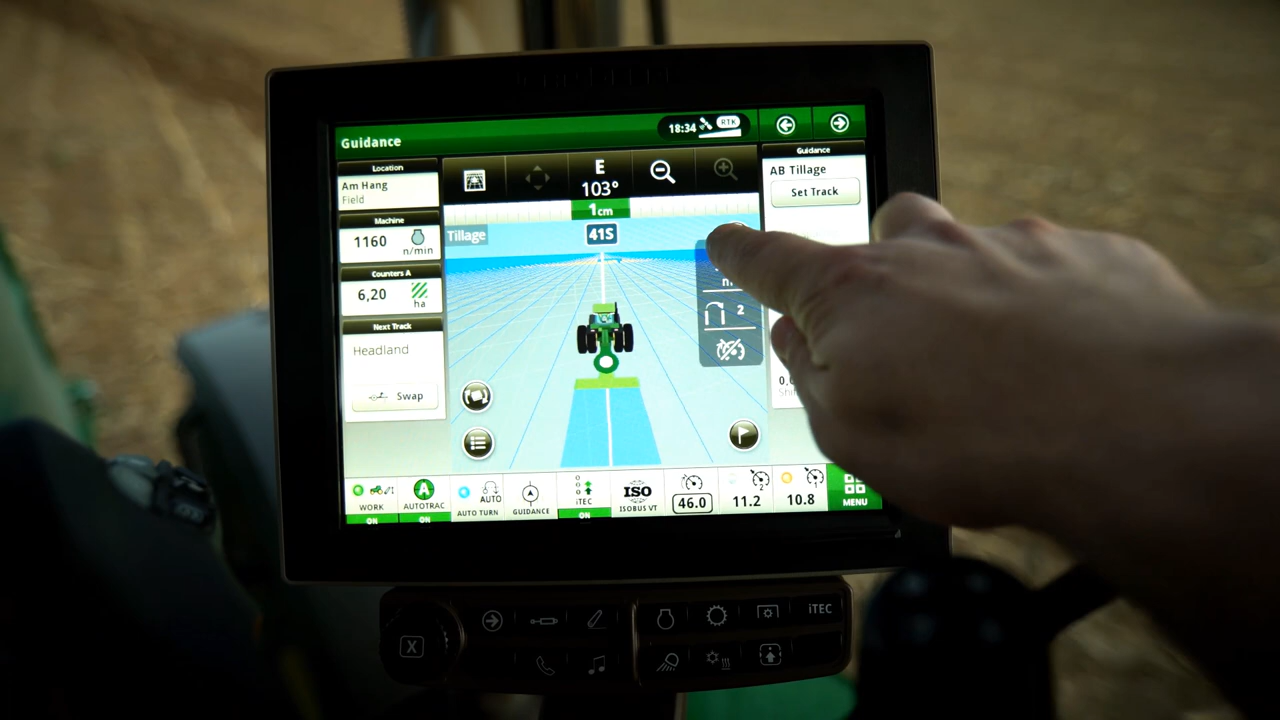 Guidance
18:34
RTK
Location
Am Hang
Field
Machine
1160
n/min
Counters A
6,20
ha
Next Track
Headland
Swap
E
103°
1cm
41S
Tillage
2
Guidance
AB Tillage
Set Track
WORK
ON
A
AUTOTRAC
ON
AUTO
AUTO TURN
GUIDANCE
iTEC
ON
ISO
ISOBUS VT
46.0
2
11.2
1
10.8
MENU
X
iTEC